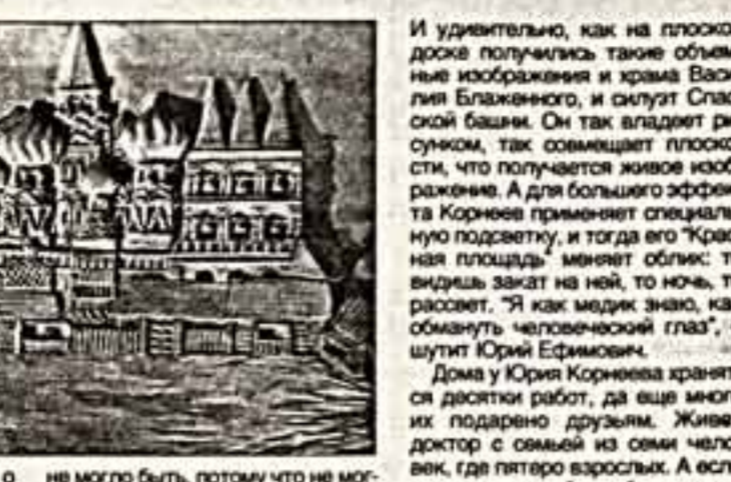 И удивительно, как на плоско
доске получились такие объем
ные изображения и храма Васи
лия Блаженного, и силуэт Спас
ской башни. Он так владеет ри
сунком, так совмещает плоско
сти, что получается живое изоб
ражение. А для большего эффек
та Корнеев применяет специаль
ную подсветку, и тогда его "Крас
ная площадь" меняет облик: т
видишь закат на ней, то ночь, т
рассвет. "Я как медик знаю, ка
обмануть человеческий глаз", -
шутит Юрий Ефимович.
Дома у Юрия Корнеева хранят
ся десятки работ, да еще мног
их подарено друзьям. Живе
доктор с семьей из семи чело
век, где пятеро взрослых. А есл
о не могло быть, потому что не мог-